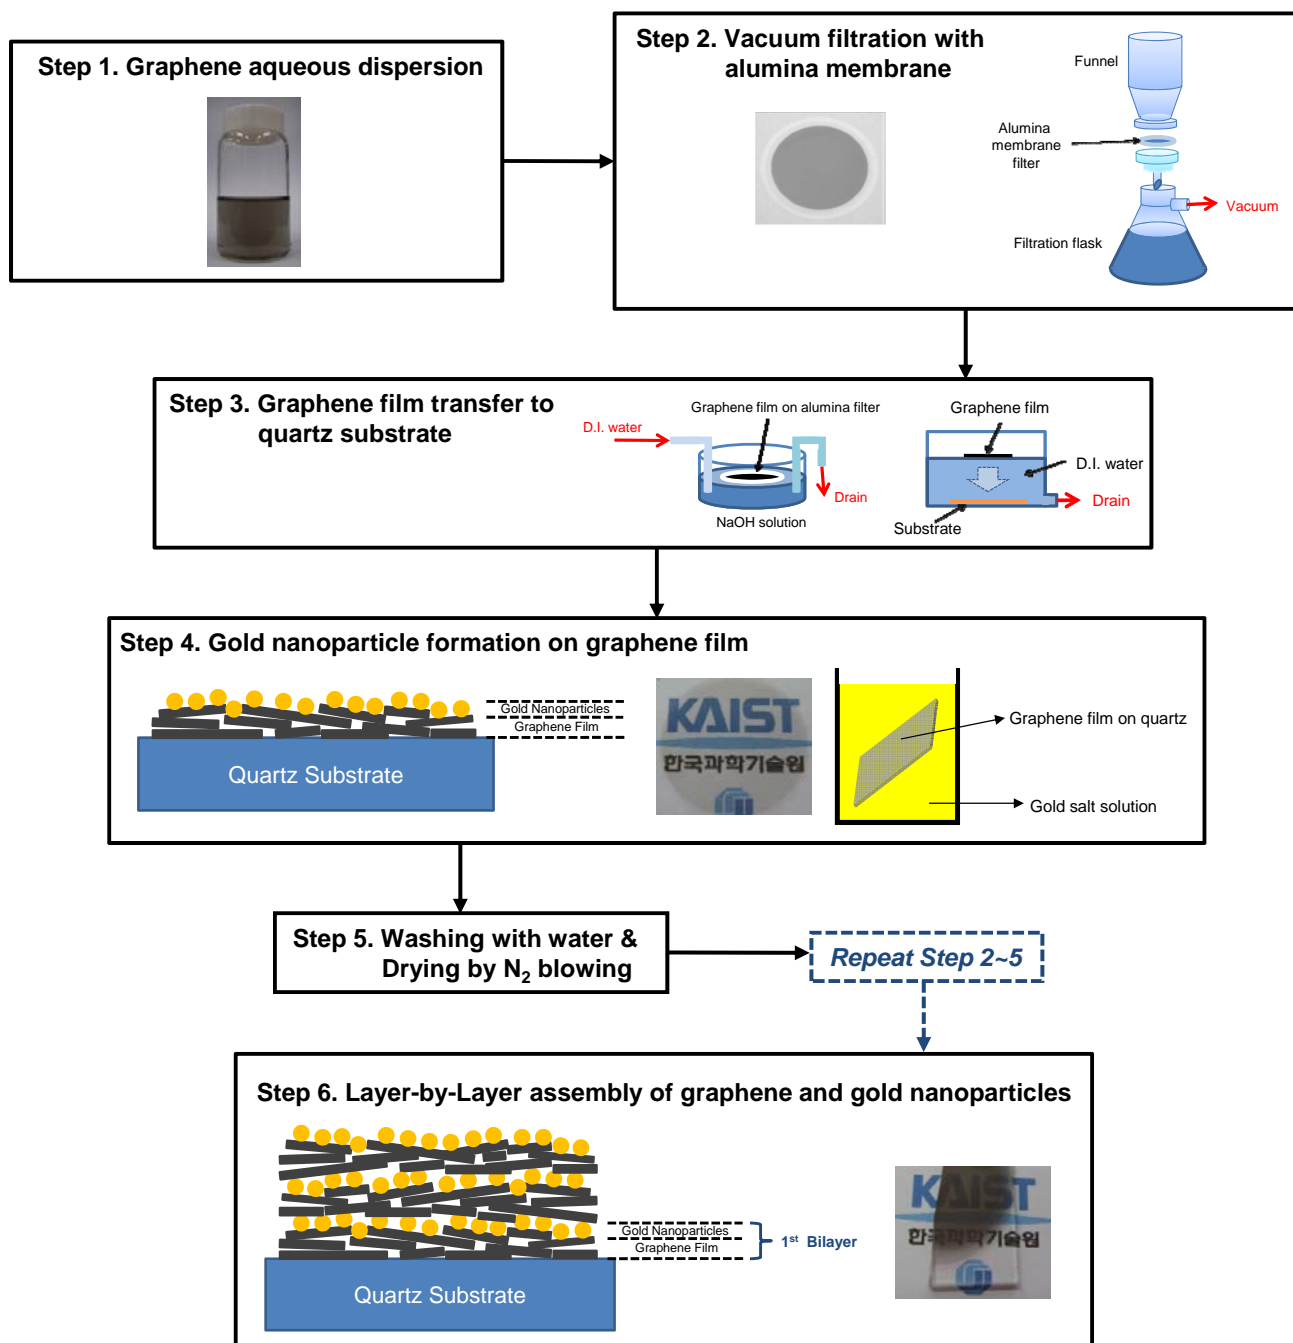 Step 1. Graphene aqueous dispersion
Step 2. Vacuum filtration with
alumina membrane
Funnel
Alumina
membrane
filter
Vacuum
Filtration flask
Step 3. Graphene film transfer to
quartz substrate
D.I. water
Graphene film on alumina filter
Drain
NaOH solution
Graphene film
D.I. water
Drain
Substrate
Step 4. Gold nanoparticle formation on graphene film
Gold Nanoparticles
Graphene Film
Quartz Substrate
KAIST
한국과학기술원
Graphene film on quartz
Gold salt solution
Step 5. Washing with water &
Drying by N₂ blowing
Repeat Step 2~5
Step 6. Layer-by-Layer assembly of graphene and gold nanoparticles
Gold Nanoparticles
Graphene Film
1st Bilayer
Quartz Substrate
KAIST
한국과학기술원